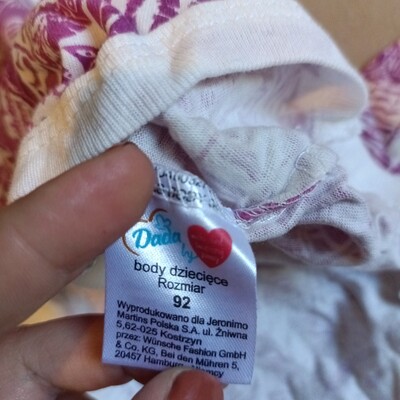 Dada
by
body dziecięce
Rozmiar
92
Wyprodukowano dla Jeronimo
Martins Polska S.A. ul. Żniwna
5,62-025 Kostrzyn
przez: Wünsche Fashion GmbH
& Co. KG, Bei den Mühren 5,
20457 Hamburg,